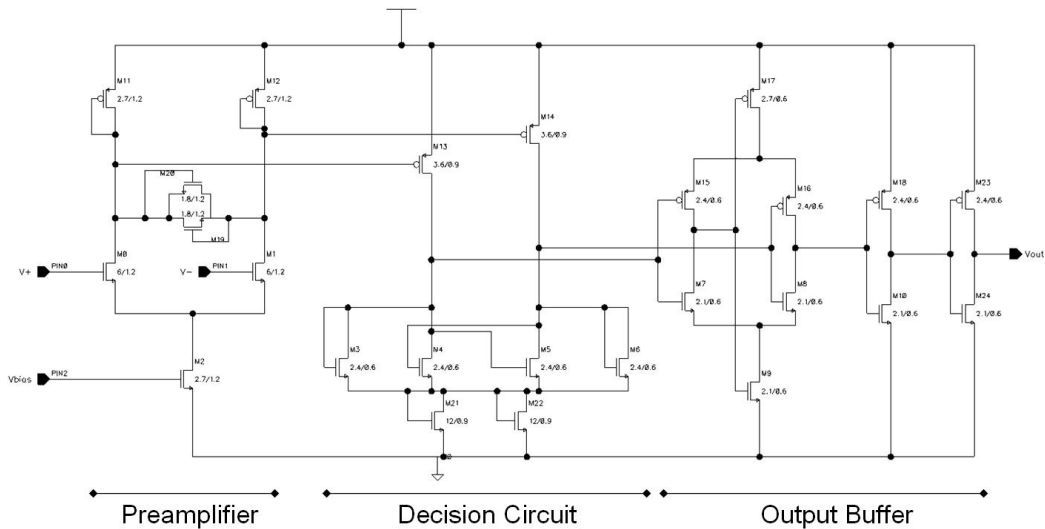 M11
2.7/1.2
M12
2.7/1.2
M17
2.7/0.6
M14
3.6/0.9
M13
3.6/0.9
M20
1.8/1.2
1.8/1.2
M19
M15
2.4/0.6
M16
2.4/0.6
M18
2.4/0.6
M23
2.4/0.6
V+
PIN0
M0
6/1.2
V-
PIN1
M1
6/1.2
Vout
M7
2.1/0.6
M8
2.1/0.6
M10
2.1/0.6
M24
2.1/0.6
M3
2.4/0.6
M4
2.4/0.6
M5
2.4/0.6
M6
2.4/0.6
Vbias
PIN2
M2
2.7/1.2
M9
2.1/0.6
M21
12/0.9
M22
12/0.9
Preamplifier
Decision Circuit
Output Buffer